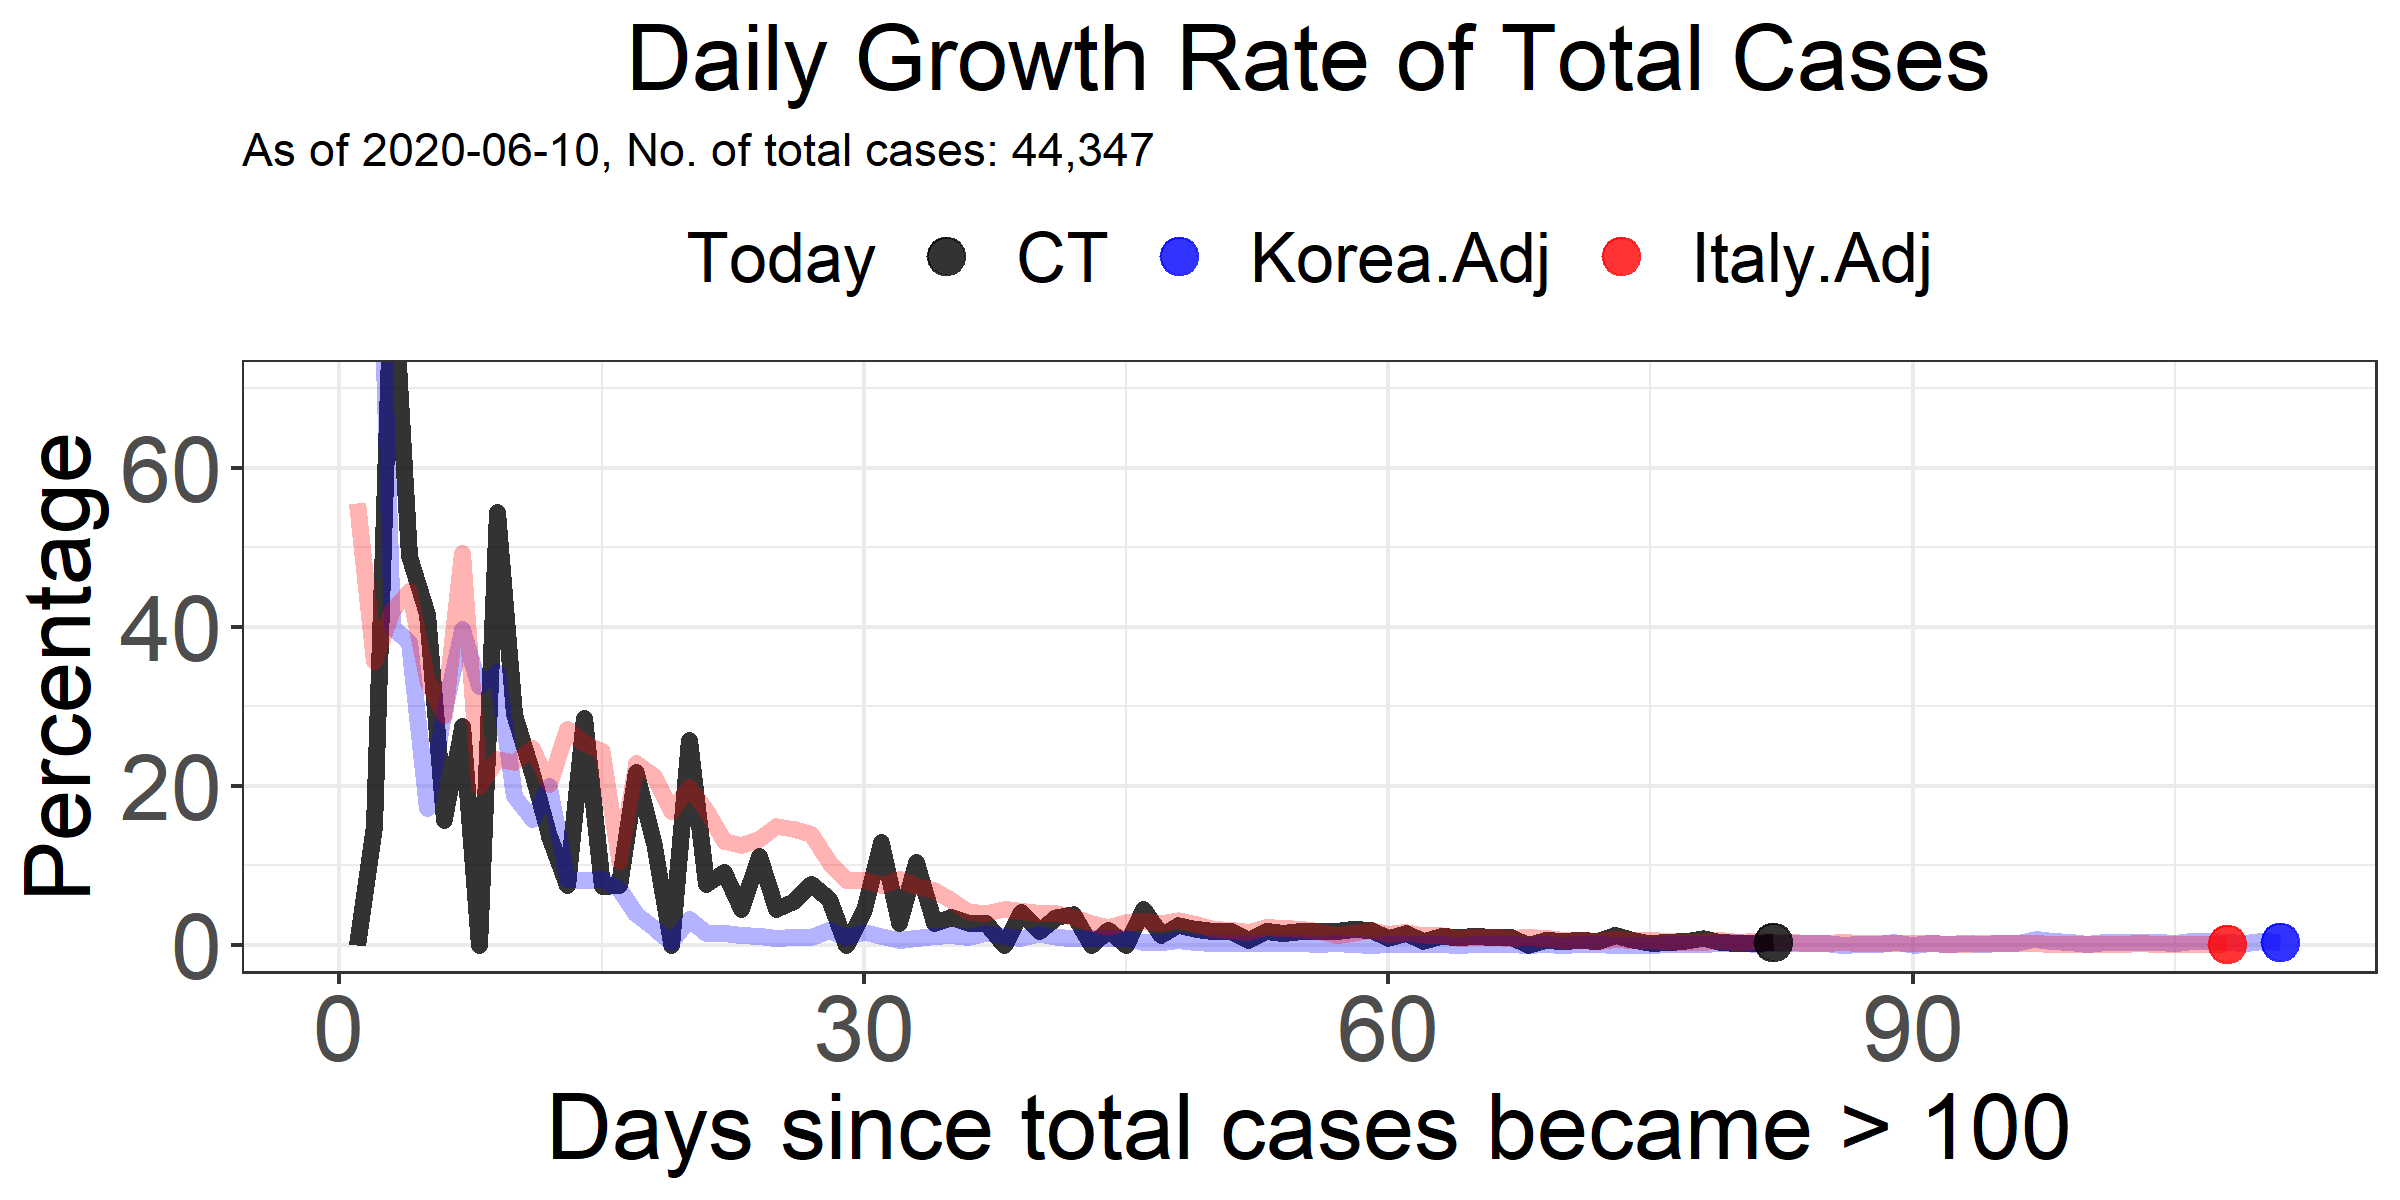 Daily Growth Rate of Total Cases
As of 2020-06-10, No. of total cases: 44,347
Today CT Korea.Adj Italy.Adj
Percentage
60
40
20
0
0 30 60 90
Days since total cases became > 100